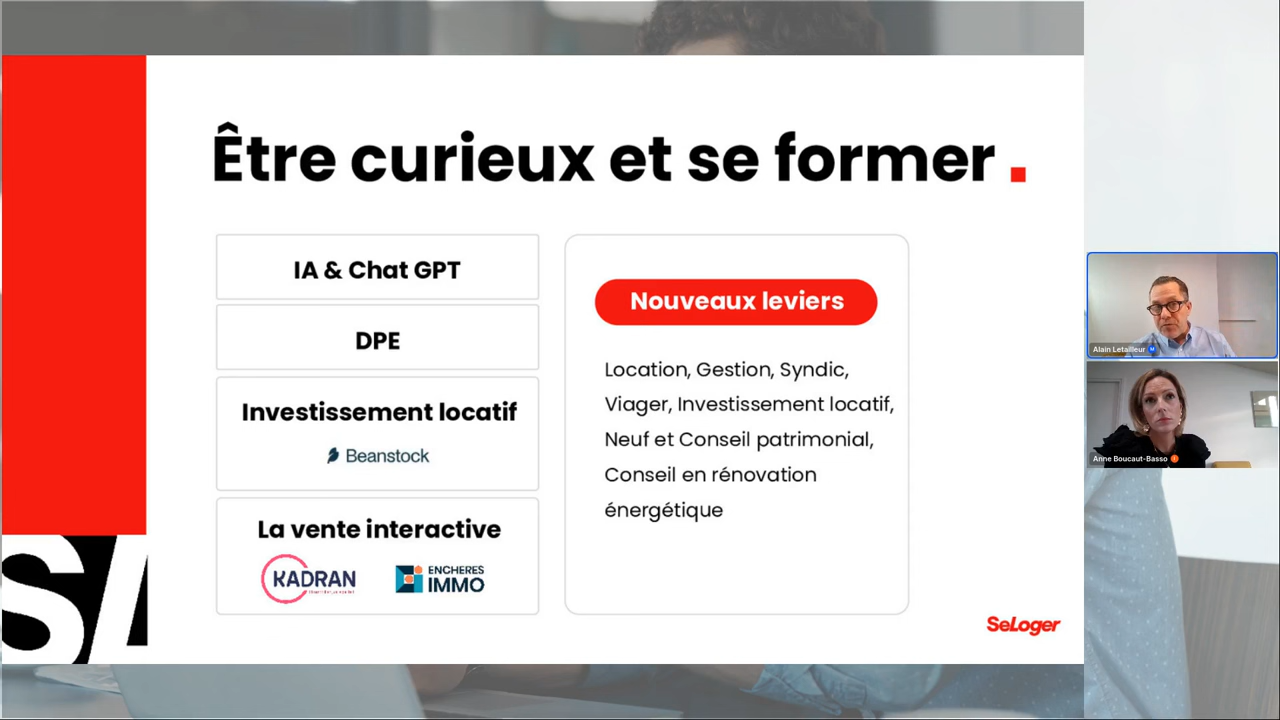 Être curieux et se former.
IA & Chat GPT
DPE
Investissement locatif
Beanstock
La vente interactive
KADRAN
ENCHERES
IMMO
Nouveaux leviers
Location, Gestion, Syndic,
Viager, Investissement locatif,
Neuf et Conseil patrimonial,
Conseil en rénovation
énergétique
SeLoger
Alain Letailleur
Anne Boucaut-Basso